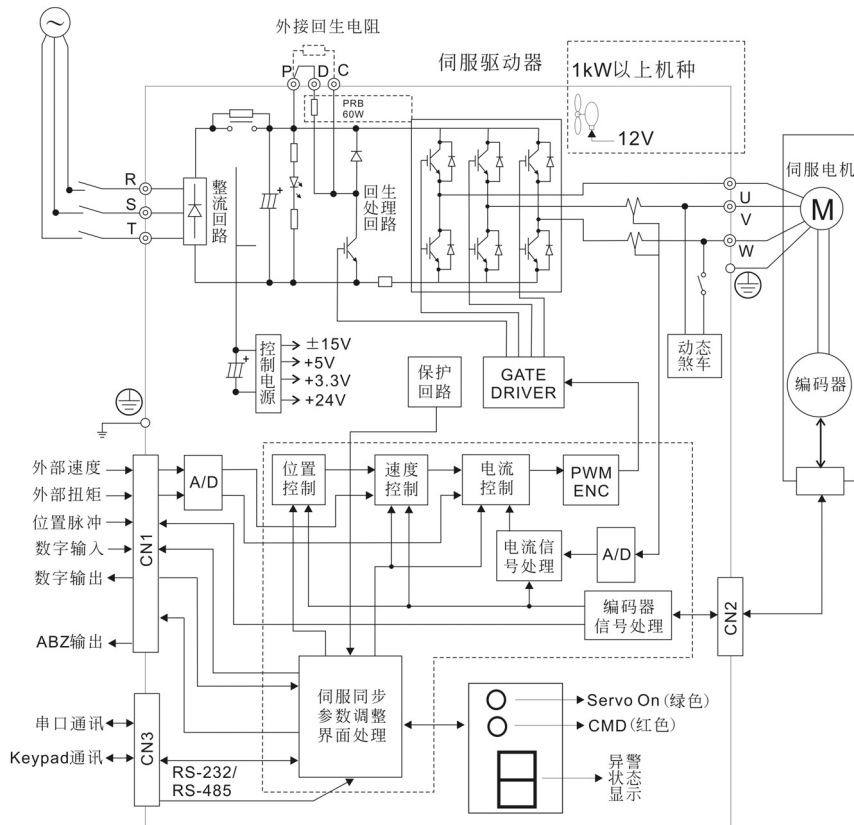 外接回生电阻
伺服驱动器
1kW以上机种
P
D
C
PRB
60W
12V
伺服电机
R
S
T
整
流
回
路
回生
处理
回路
U
V
W
M
控
制
电
源
±15V
+5V
+3.3V
+24V
保护
回路
GATE
DRIVER
动态
煞车
编码器
外部速度
外部扭矩
位置脉冲
数字输入
数字输出
ABZ输出
CN1
A/D
位置
控制
速度
控制
电流
控制
PWM
ENC
电流信
号处理
A/D
编码器
信号处理
CN2
伺服同步
参数调整
界面处理
串口通讯
Keypad通讯
CN3
RS-232/
RS-485
Servo On(绿色)
CMD(红色)
异警
状态
显示